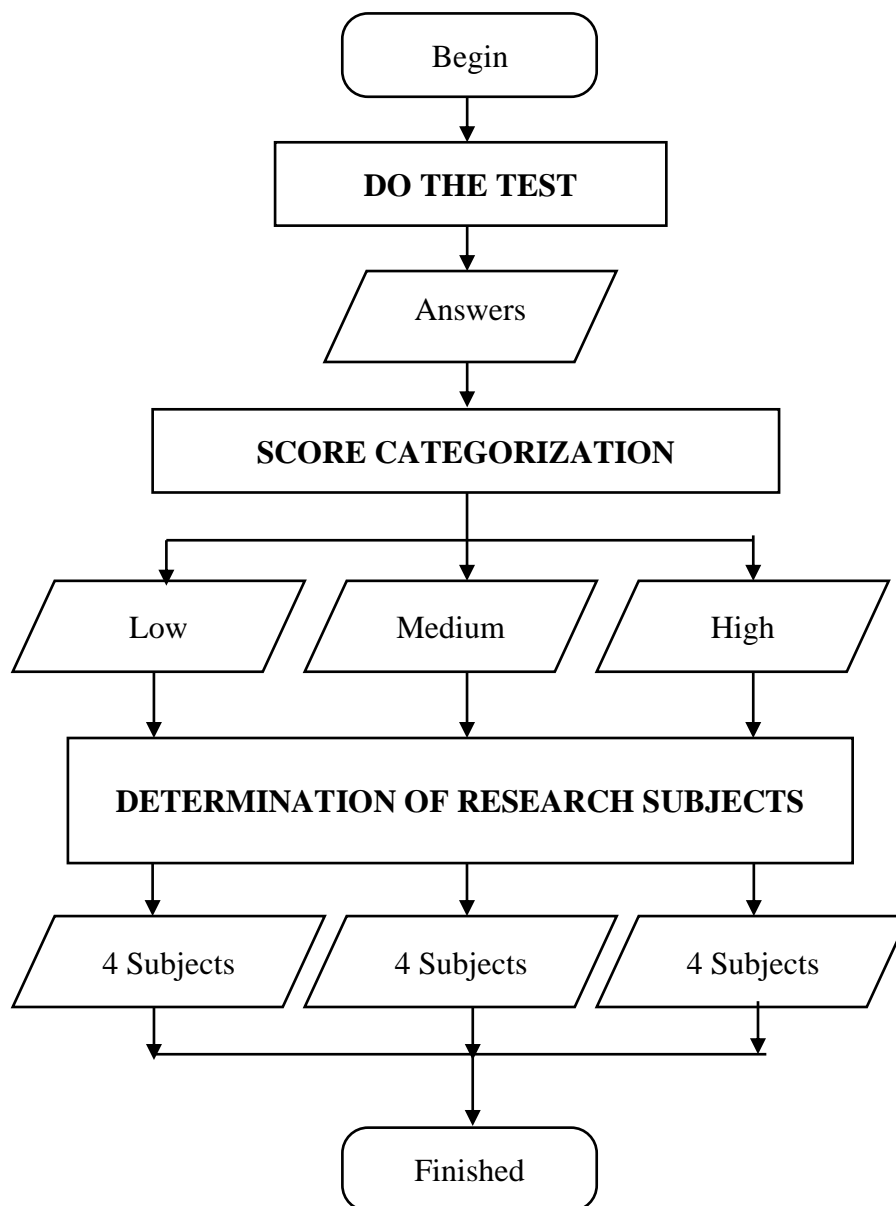 Begin
DO THE TEST
Answers
SCORE CATEGORIZATION
Low
Medium
High
DETERMINATION OF RESEARCH SUBJECTS
4 Subjects
4 Subjects
4 Subjects
Finished